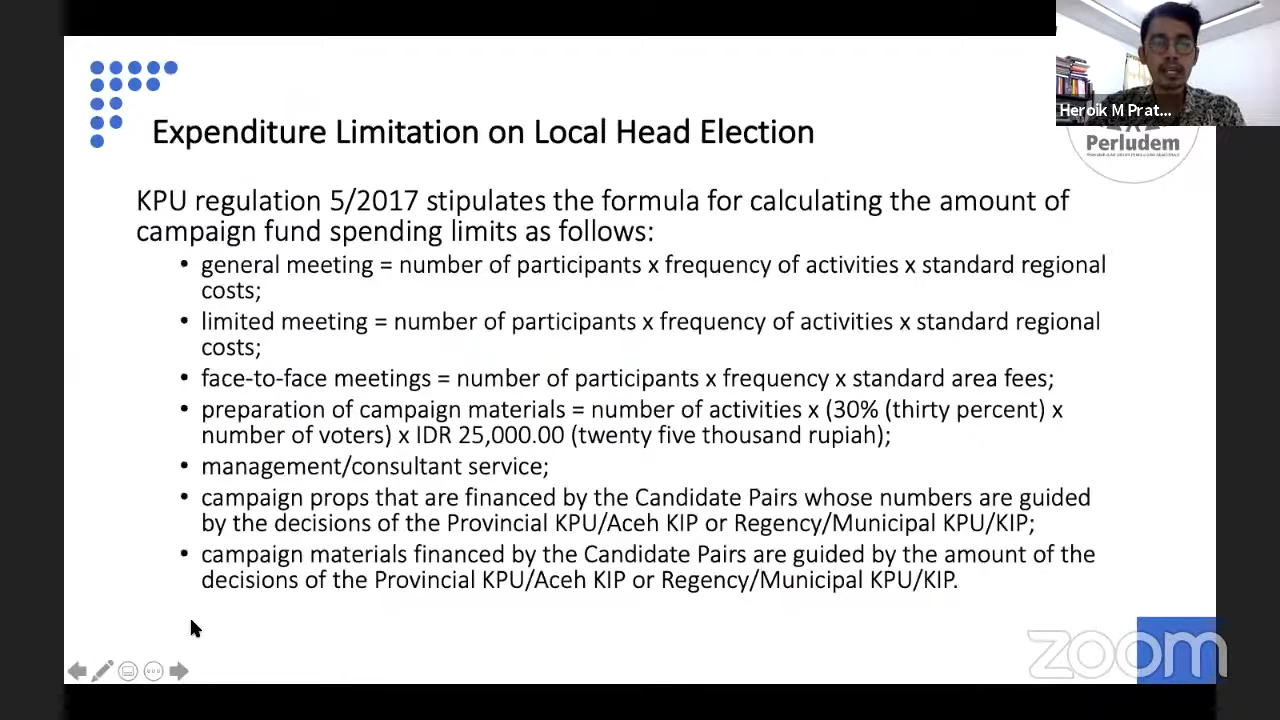 Heroik M Prat...
Perludem
Expenditure Limitation on Local Head Election
KPU regulation 5/2017 stipulates the formula for calculating the amount of
campaign fund spending limits as follows:
• general meeting = number of participants x frequency of activities x standard regional
costs;
• limited meeting = number of participants x frequency of activities x standard regional
costs;
• face-to-face meetings = number of participants x frequency x standard area fees;
• preparation of campaign materials = number of activities x (30% (thirty percent) x
number of voters) x IDR 25,000.00 (twenty five thousand rupiah);
• management/consultant service;
• campaign props that are financed by the Candidate Pairs whose numbers are guided
by the decisions of the Provincial KPU/Aceh KIP or Regency/Municipal KPU/KIP;
• campaign materials financed by the Candidate Pairs are guided by the amount of the
decisions of the Provincial KPU/Aceh KIP or Regency/Municipal KPU/KIP.
zoom